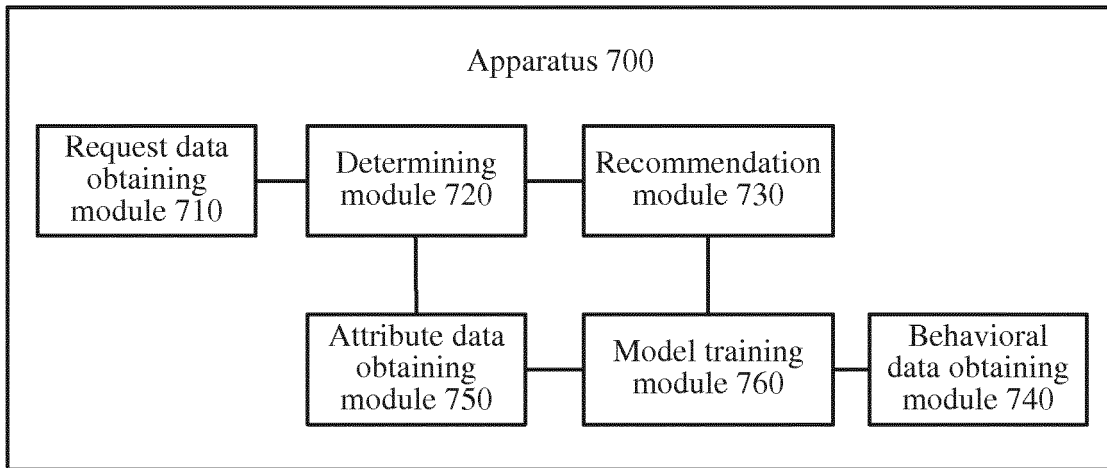 Apparatus 700
Request data
obtaining
module 710
Determining
module 720
Recommendation
module 730
Attribute data
obtaining
module 750
Model training
module 760
Behavioral
data obtaining
module 740